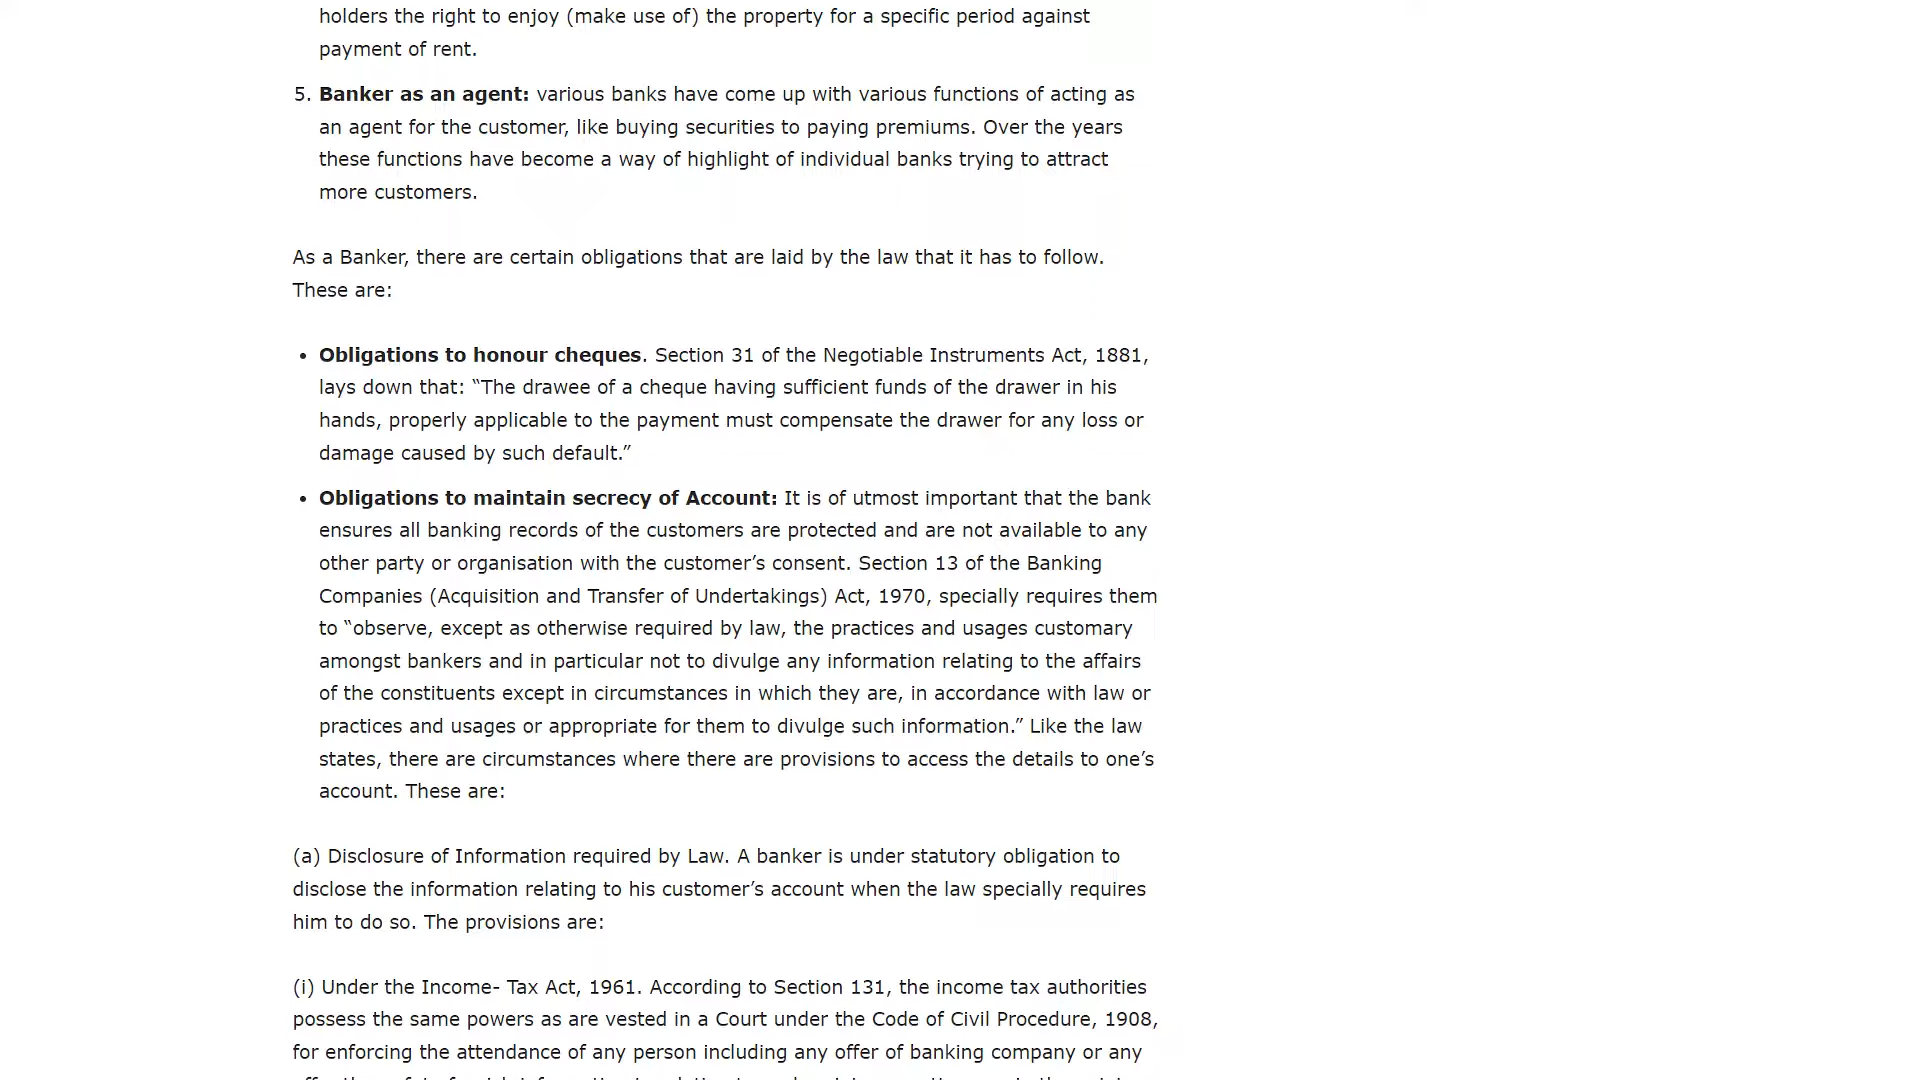 holders the right to enjoy (make use of) the property for a specific period against
payment of rent.
5. Banker as an agent: various banks have come up with various functions of acting as
an agent for the customer, like buying securities to paying premiums. Over the years
these functions have become a way of highlight of individual banks trying to attract
more customers.
As a Banker, there are certain obligations that are laid by the law that it has to follow.
These are:
• Obligations to honour cheques. Section 31 of the Negotiable Instruments Act, 1881,
lays down that: “The drawee of a cheque having sufficient funds of the drawer in his
hands, properly applicable to the payment must compensate the drawer for any loss or
damage caused by such default.”
• Obligations to maintain secrecy of Account: It is of utmost important that the bank
ensures all banking records of the customers are protected and are not available to any
other party or organisation with the customer’s consent. Section 13 of the Banking
Companies (Acquisition and Transfer of Undertakings) Act, 1970, specially requires them
to “observe, except as otherwise required by law, the practices and usages customary
amongst bankers and in particular not to divulge any information relating to the affairs
of the constituents except in circumstances in which they are, in accordance with law or
practices and usages or appropriate for them to divulge such information.” Like the law
states, there are circumstances where there are provisions to access the details to one’s
account. These are:
(a) Disclosure of Information required by Law. A banker is under statutory obligation to
disclose the information relating to his customer’s account when the law specially requires
him to do so. The provisions are:
(i) Under the Income- Tax Act, 1961. According to Section 131, the income tax authorities
possess the same powers as are vested in a Court under the Code of Civil Procedure, 1908,
for enforcing the attendance of any person including any offer of banking company or any